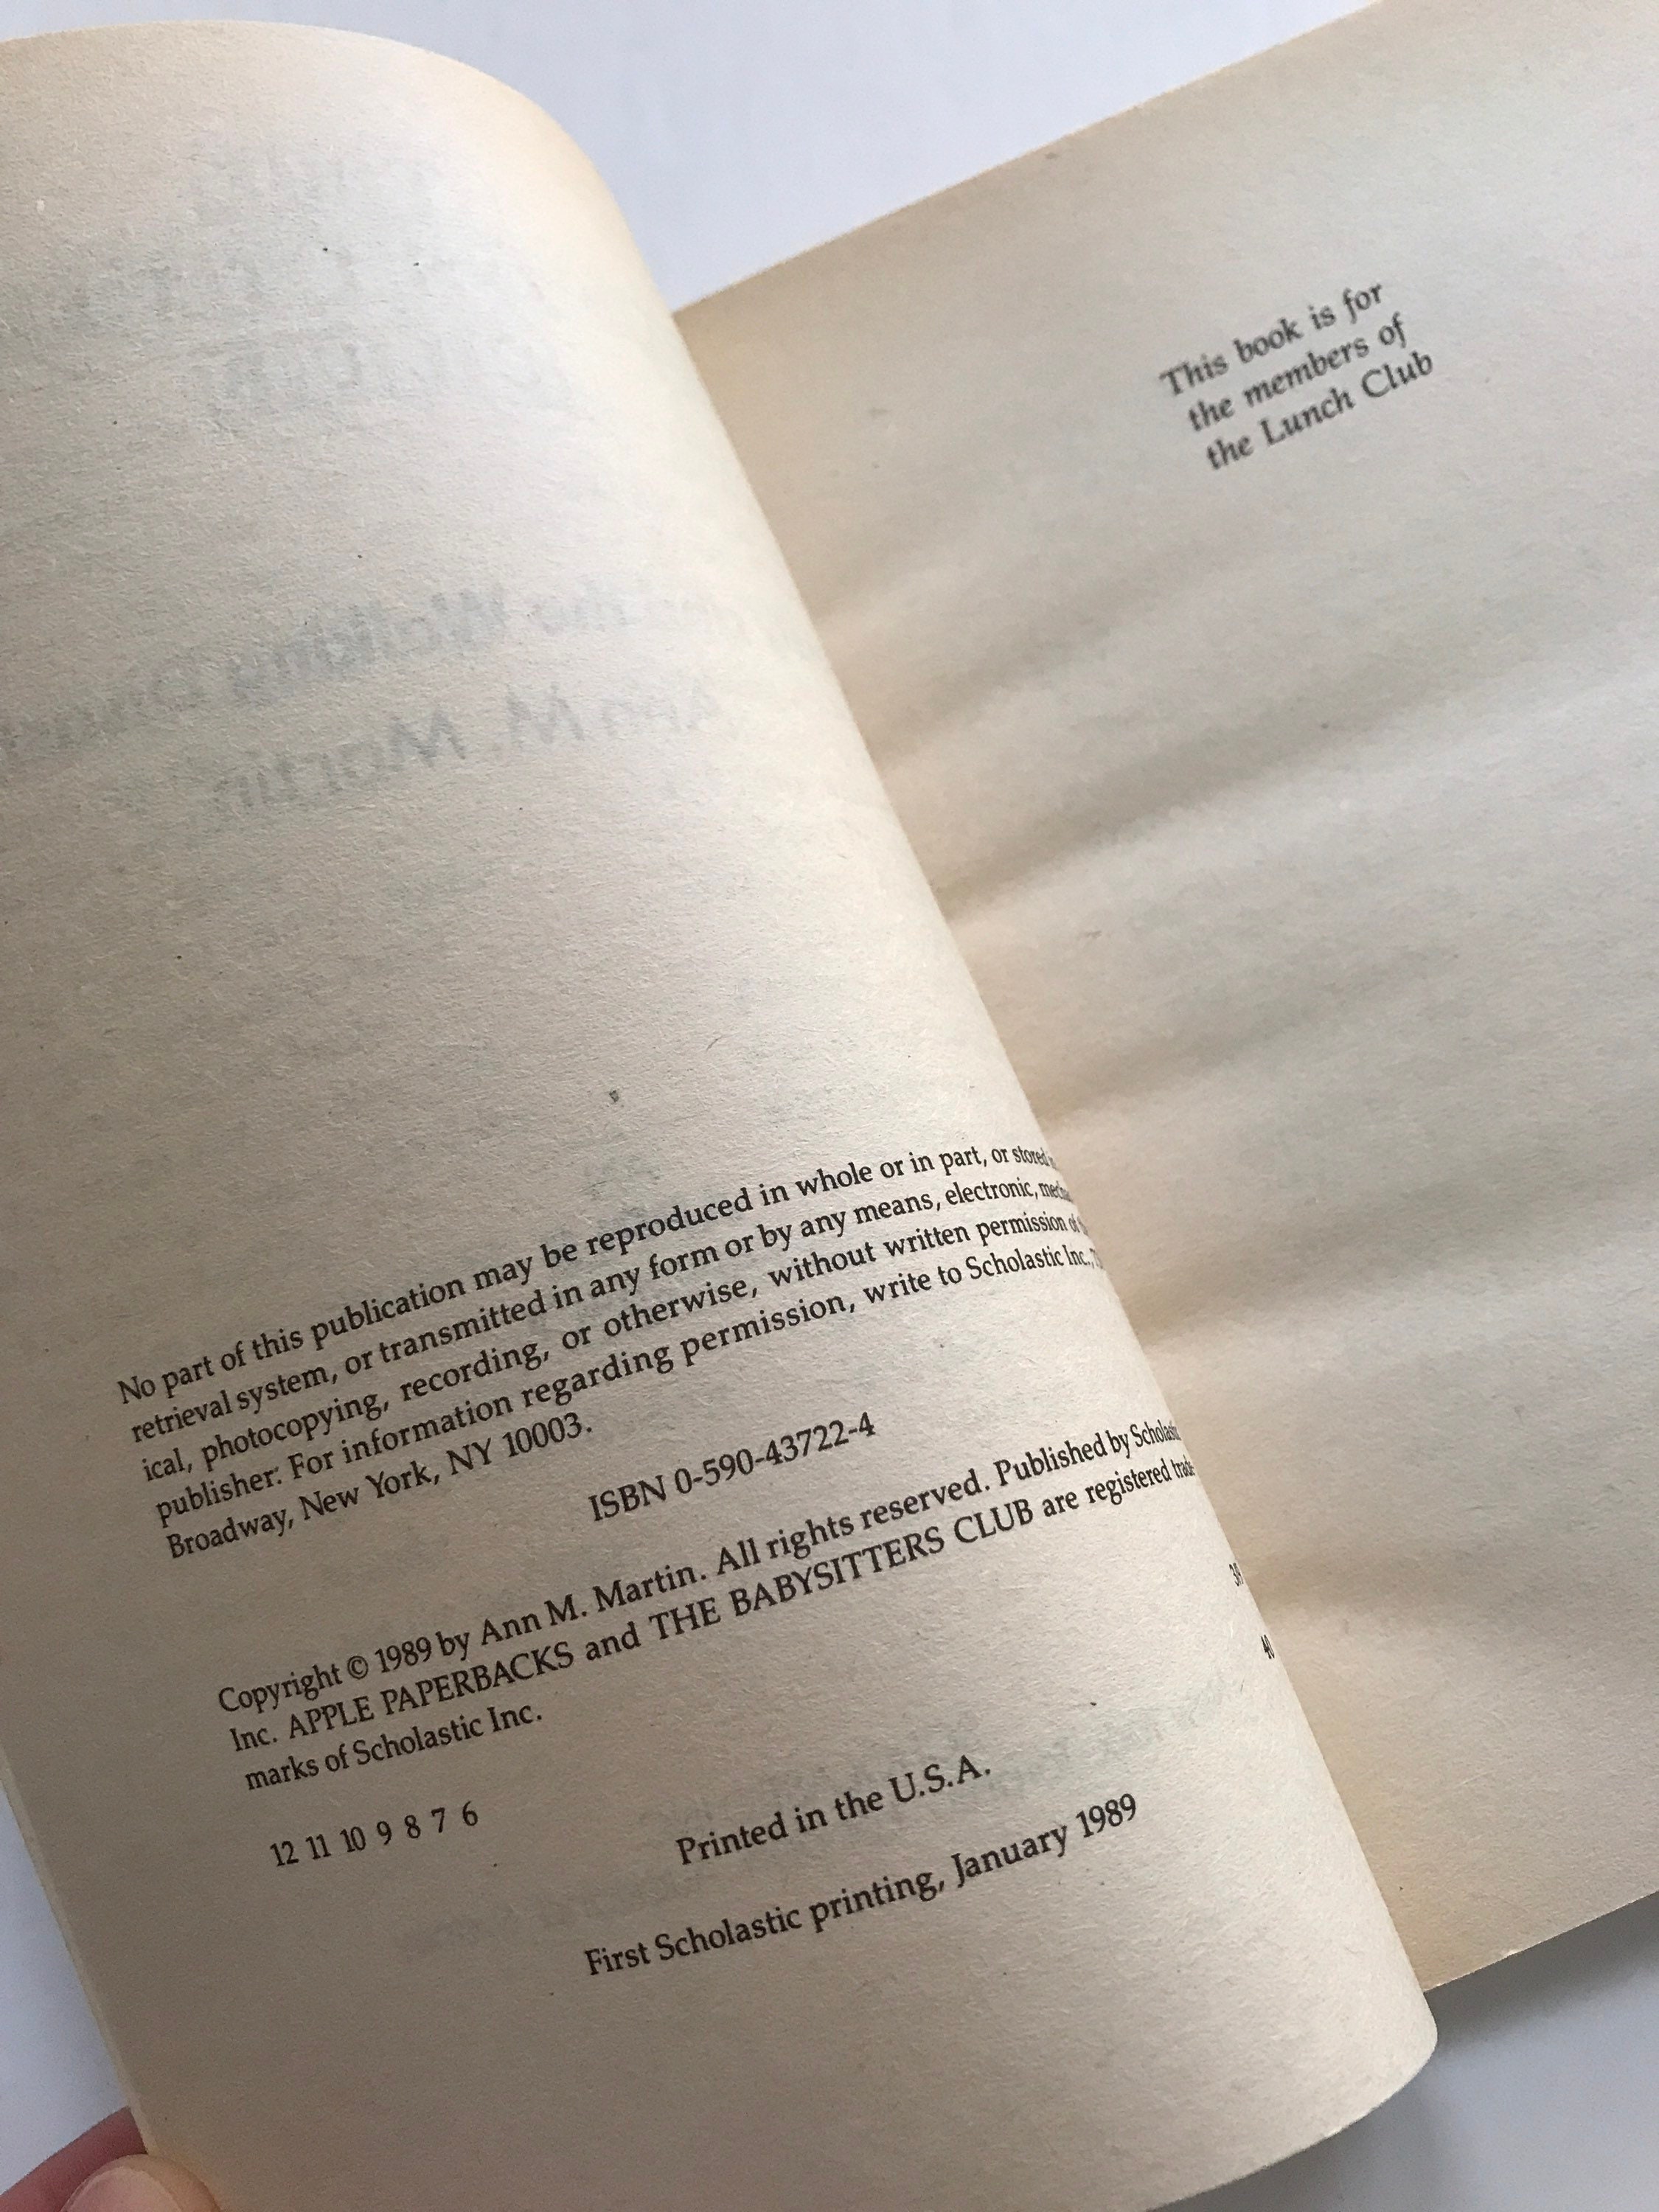 No part of this publication may be reproduced in whole or in part, or stored
retrieval system, or transmitted in any form or by any means, electronic,
ical, photocopying, recording, or otherwise, without written permission of
publisher. For information regarding permission, write to Scholastic Inc.,
Broadway, New York, NY 10003.
ISBN 0-590-43722-4
Copyright © 1989 by Ann M. Martin. All rights reserved. Published by Scholastic
Inc. APPLE PAPERBACKS and THE BABYSITTERS CLUB are registered trade
marks of Scholastic Inc.
12 11 10 9 8 7 6
Printed in the U.S.A.
First Scholastic printing, January 1989
This book is for
the members of
the Lunch Club